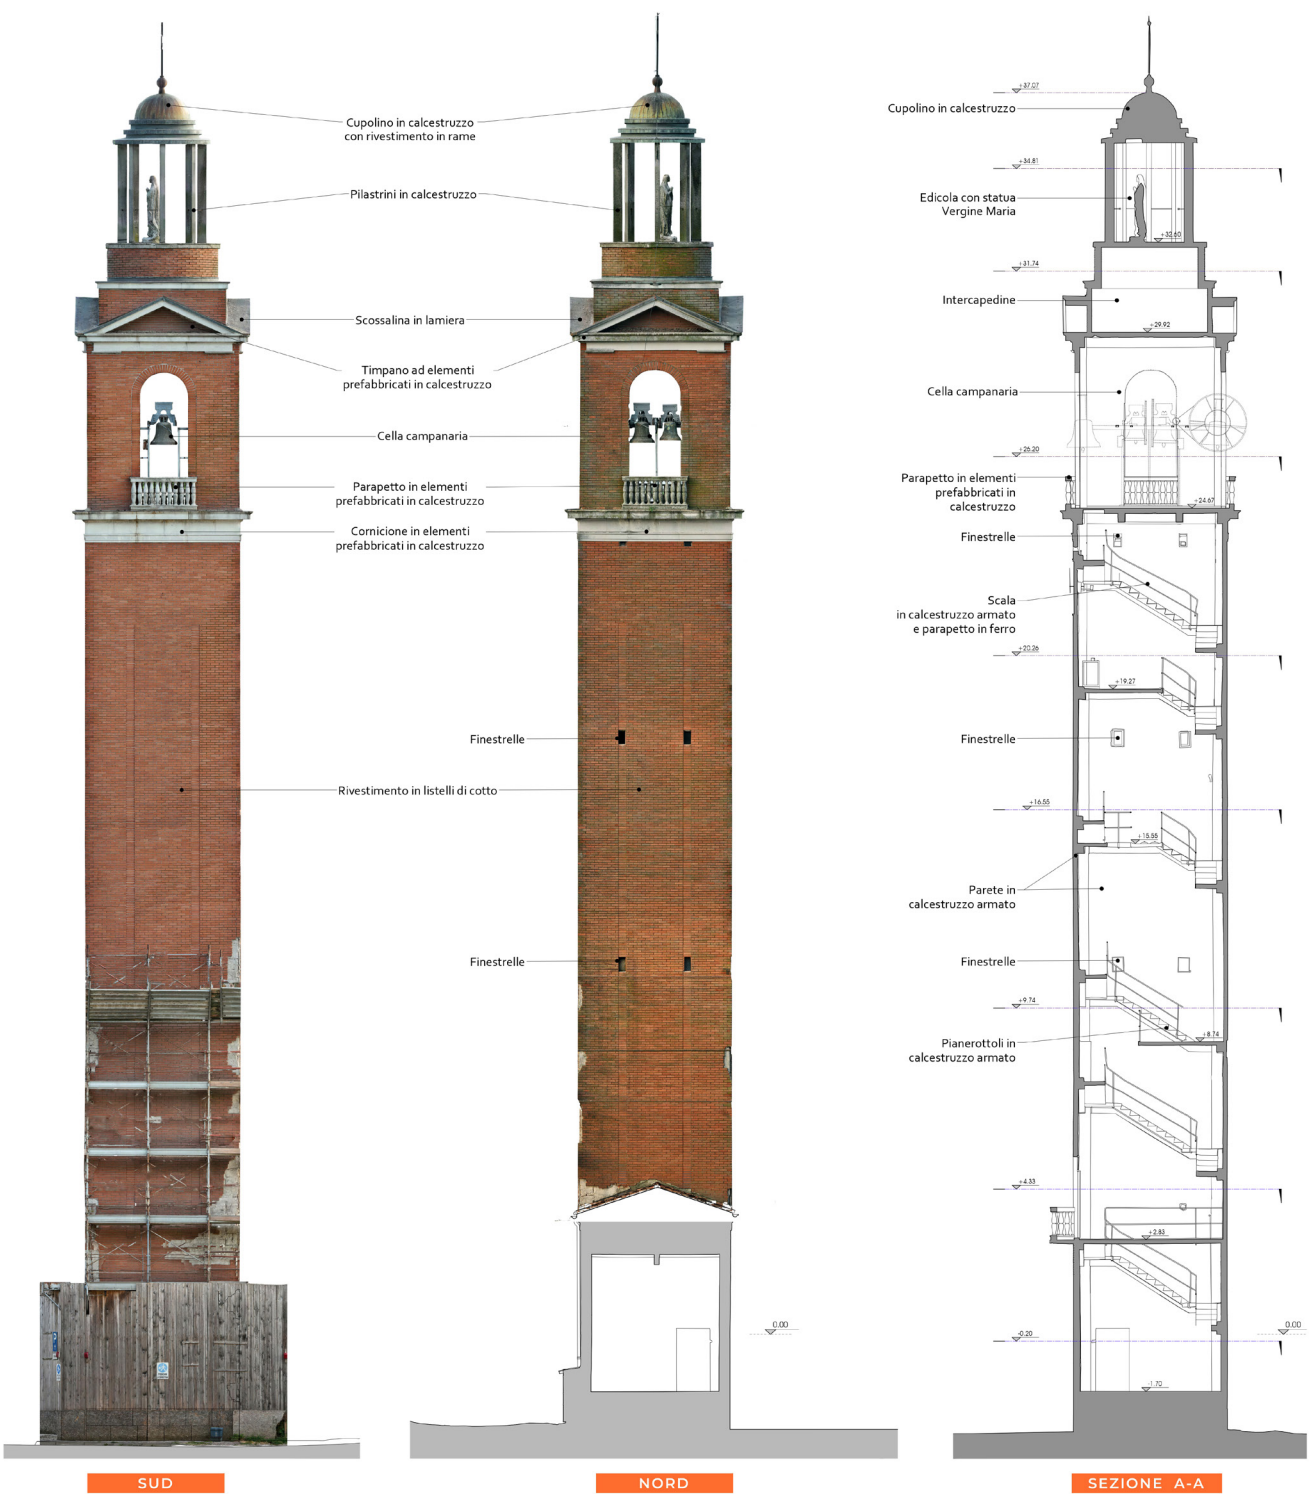 Cupolino in calcestruzzo
con rivestimento in rame
Pilastrini in calcestruzzo
Scossalina in lamiera
Timpano ad elementi
prefabbricati in calcestruzzo
Cella campanaria
Parapetto in elementi
prefabbricati in calcestruzzo
Cornicione in elementi
prefabbricati in calcestruzzo
Finestrelle
Rivestimento in listelli di cotto
Finestrelle
0.00
SUD
NORD
+37.07
Cupolino in calcestruzzo
+34.81
Edicola con statua
Vergine Maria
+32.60
+31.74
Intercapedine
+29.92
Cella campanaria
+26.20
Parapetto in elementi
prefabbricati in
calcestruzzo
+24.67
Finestrelle
Scala
in calcestruzzo armato
e parapetto in ferro
+20.26
+19.27
Finestrelle
+16.55
+15.55
Parete in
calcestruzzo armato
Finestrelle
+9.74
+8.74
Pianerottoli in
calcestruzzo armato
+4.33
+2.83
0.00
-0.20
-1.70
SEZIONE A-A